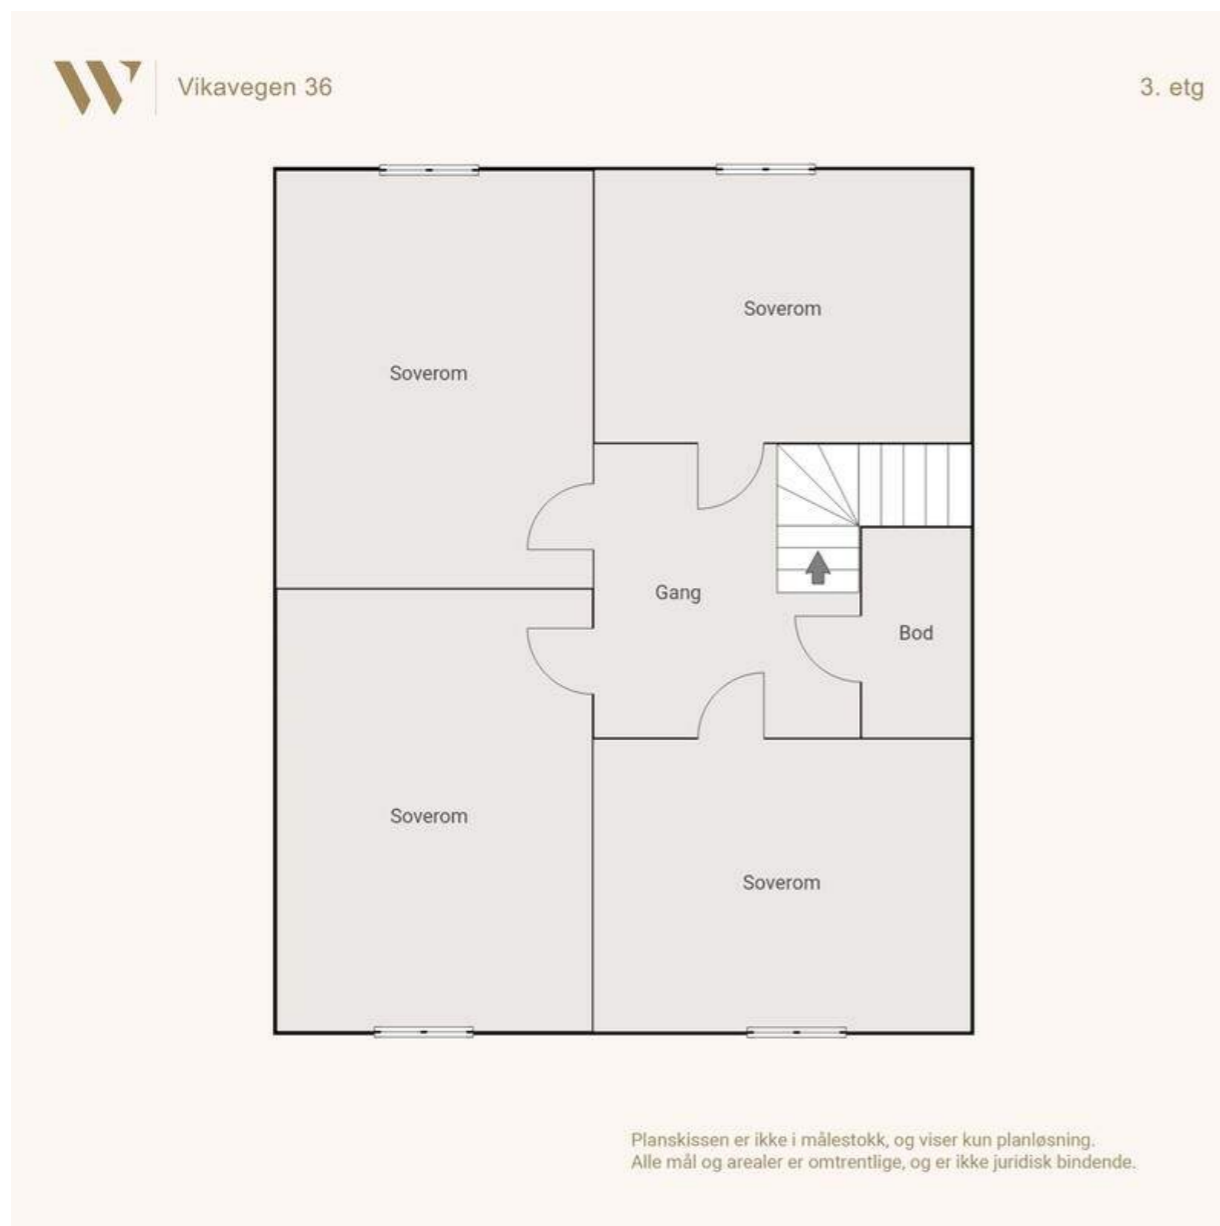 W
Vikavegen 36
3. etg
Soverom
Soverom
Gang
Bod
Soverom
Soverom
Planskissen er ikke i målestokk, og viser kun planløsning.
Alle mål og arealer er omtrentlige, og er ikke juridisk bindende.